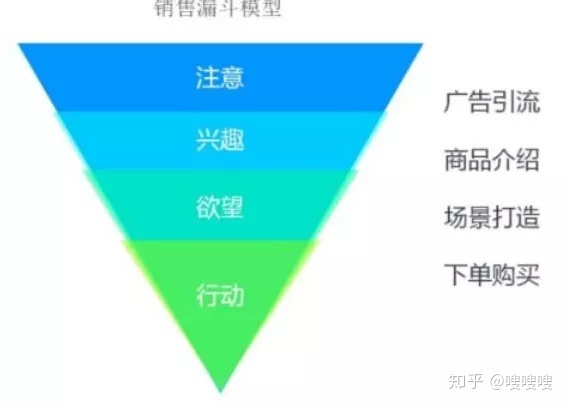 销售漏斗模型
注意
广告引流
兴趣
商品介绍
欲望
场景打造
行动
下单购买
知乎 @嗖嗖嗖